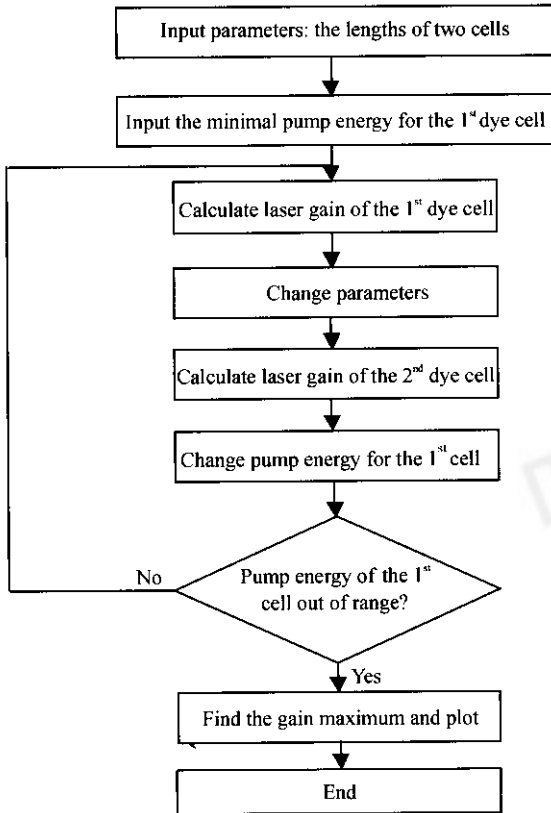 Input parameters: the lengths of two cells
Input the minimal pump energy for the 1st dye cell
Calculate laser gain of the 1st dye cell
Change parameters
Calculate laser gain of the 2nd dye cell
Change pump energy for the 1st cell
Pump energy of the 1st
cell out of range?
No
Yes
Find the gain maximum and plot
End